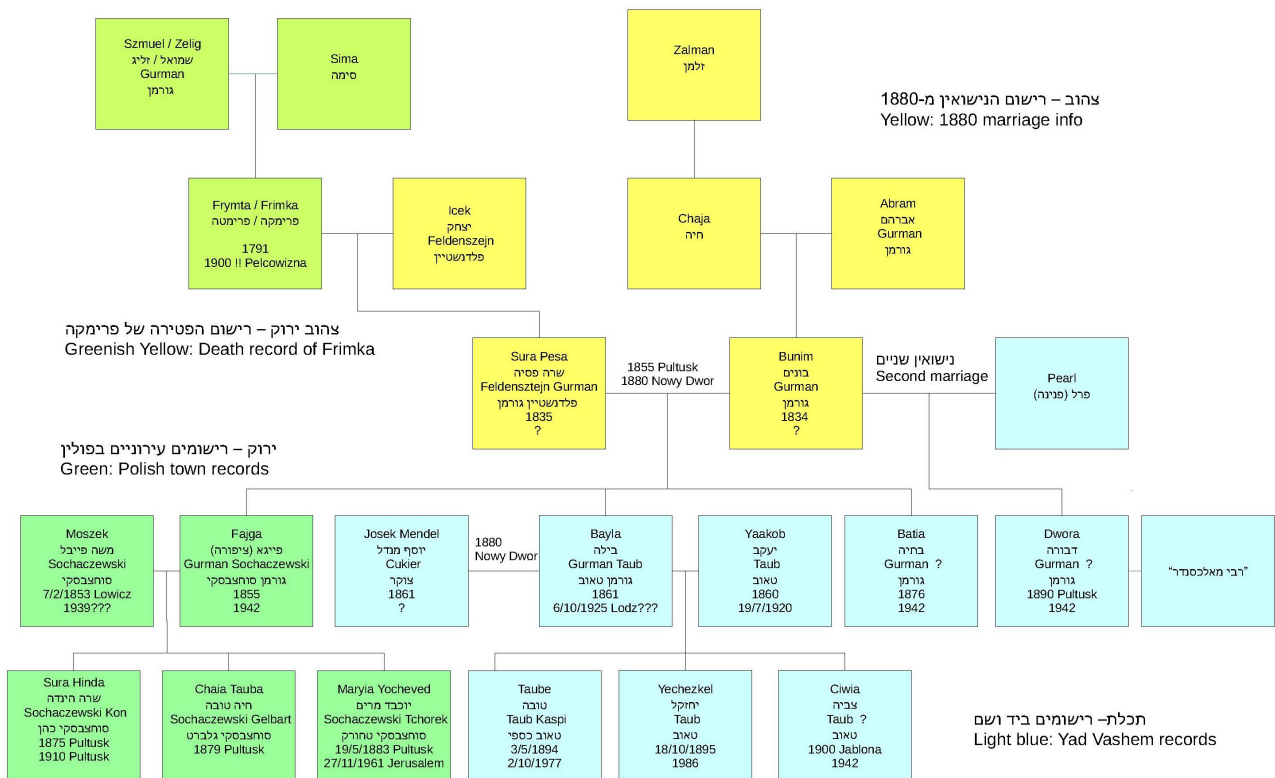 Szmuel / Zelig
שמואל / זליג
Gurman
גורמן
Sima
סימה
Zalman
זלמן
צהוב – רישום הנישואין מ-1880
Yellow: 1880 marriage info
Frymta / Frimka
פרימקה / פרימטה
1791
1900 !! Pelcowizna
Icek
יצחק
Feldenszejn
פלדנשטיין
Chaja
חיה
Abram
אברהם
Gurman
גורמן
צהוב ירוק – רישום הפטירה של פרימקה
Greenish Yellow: Death record of Frimka
Sura Pesa
שרה פסיה
Feldensztejn Gurman
פלדנשטיין גורמן
1835
?
1855 Pultusk
1880 Nowy Dwor
Bunim
בונים
Gurman
גורמן
1834
?
נישואין שניים
Second marriage
Pearl
פרל (פנינה)
ירוק – רישומים עירוניים בפולין
Green: Polish town records
Moszek
משה פייבל
Sochaczewski
סוחצבסקי
7/2/1853 Lowicz
1939???
Fajga
פייגא (ציפורה)
Gurman Sochaczewski
גורמן סוחצבסקי
1855
1942
Josek Mendel
יוסף מנדל
Cukier
צוקר
1861
?
1880
Nowy Dwor
Bayla
בילה
Gurman Taub
גורמן טאוב
1861
6/10/1925 Lodz???
Yaakob
יעקב
Taub
טאוב
1860
19/7/1920
Batia
בתיה
Gurman ?
גורמן
1876
1942
Dwora
דבורה
Gurman ?
גורמן
1890 Pultusk
1942
"רבי מאלכסנדר"
Sura Hinda
שרה הינדה
Sochaczewski Kon
סוחצבסקי כהן
1875 Pultusk
1910 Pultusk
Chaia Tauba
חיה טובה
Sochaczewski Gelbart
סוחצבסקי גלברט
1879 Pultusk
Maryia Yocheved
יוכבד מרים
Sochaczewski Tchorek
סוחצבסקי טחורק
19/5/1883 Pultusk
27/11/1961 Jerusalem
Taube
טובה
Taub Kaspi
טאוב כספי
3/5/1894
2/10/1977
Yechezkel
יחזקל
Taub
טאוב
18/10/1895
1986
Ciwia
צביה
Taub ?
טאוב
1900 Jablona
1942
תכלת– רישומים ביד ושם
Light blue: Yad Vashem records